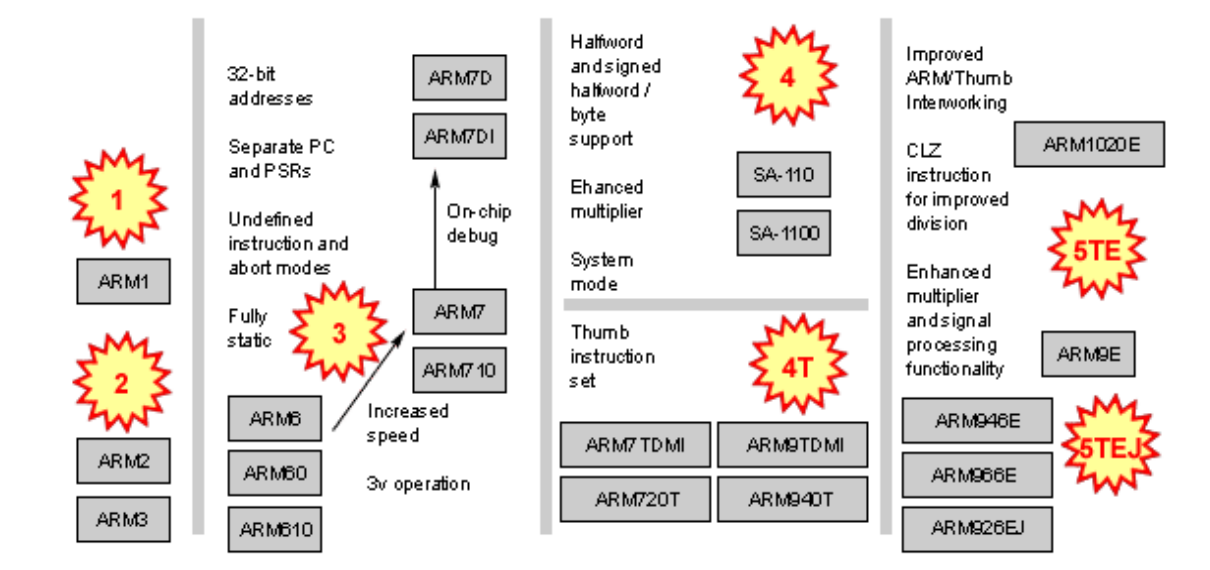 1
ARM1
2
ARM2
ARM3
32-bit
addresses
Separate PC
and PSRs
Undefined
instruction and
abort modes
Fully
static
3
ARM6
ARM60
ARM610
ARM7D
ARM7DI
On-chip
debug
ARM7
ARM710
Increased
speed
3v operation
Halfword
and signed
halfword /
byte
support
Ehanced
multiplier
System
mode
4
SA-110
SA-1100
Thumb
instruction
set
4T
ARM7TDMI
ARM9TDMI
ARM720T
ARM940T
Improved
ARM/Thumb
Interworking
CLZ
instruction
for improved
division
Enhanced
multiplier
and signal
processing
functionality
ARM1020E
5TE
ARM9E
ARM946E
ARM966E
ARM926EJ
5TEJ